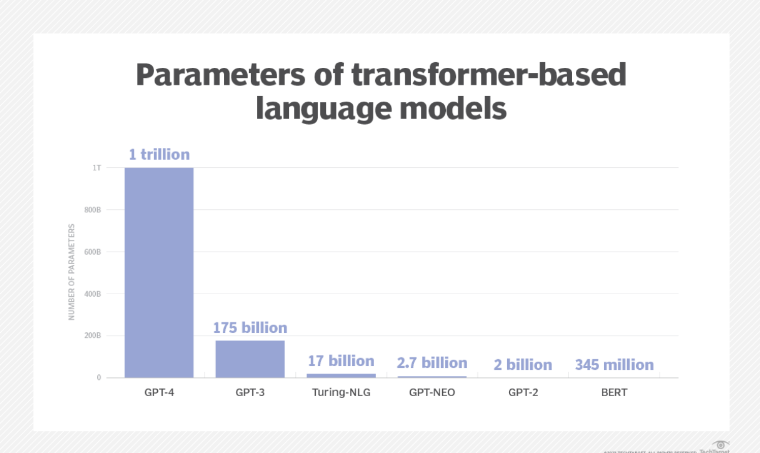 Parameters of transformer-based
language models
1 trillion
1T
800B
600B
400B
200B
0
NUMBER OF PARAMETERS
175 billion
17 billion
2.7 billion
2 billion
345 million
GPT-4
GPT-3
Turing-NLG
GPT-NEO
GPT-2
BERT
TechTarget